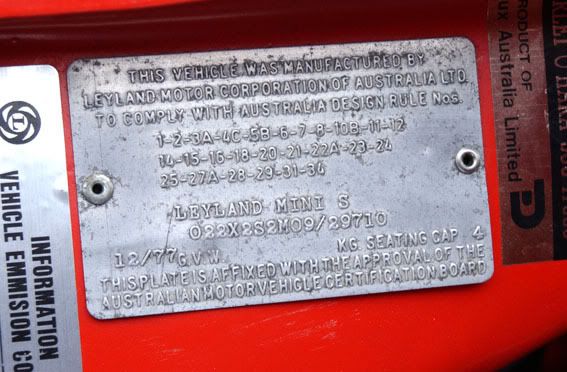 THIS VEHICLE WAS MANUFACTURED BY
LEYLAND MOTOR CORPORATION OF AUSTRALIA LTD.
TO COMPLY WITH AUSTRALIA DESIGN RULE Nos.
1-2-3A-4C-5B-6-7-8-10B-11-12
14-15-16-18-20-21-22A-23-24
25-27A-28-29-31-34
LEYLAND MINI S
022X2S2M09/29710
12/77 G.V.W. KG. SEATING CAP. 4
THIS PLATE IS AFFIXED WITH THE APPROVAL OF THE
AUSTRALIAN MOTOR VEHICLE CERTIFICATION BOARD
L
INFORMATION
VEHICLE EMMISION CO
PRODUCT OF
ux Australia Limited
D